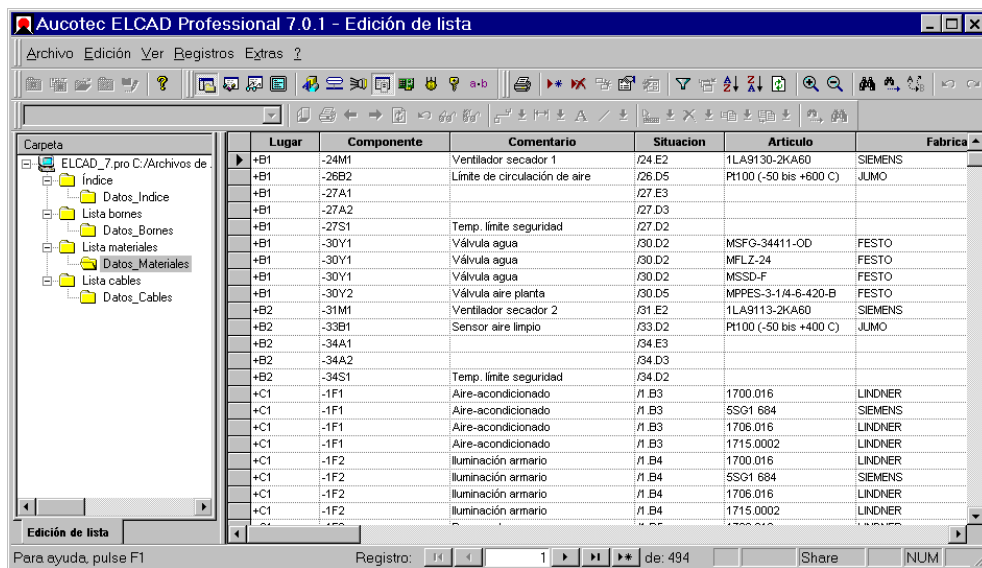 Aucotec ELCAD Professional 7.0.1 - Edición de lista
Archivo Edición Ver Registros Extras ?
a-b
Carpeta
ELCAD_7.pro C:/Archivos de
Índice
Datos_Indice
Lista bornes
Datos_Bornes
Lista materiales
Datos_Materiales
Lista cables
Datos_Cables
Edición de lista
Lugar Componente Comentario Situacion Articulo Fabrica
+B1 -24M1 Ventilador secador 1 /24.E2 1LA9130-2KA60 SIEMENS
+B1 -26B2 Límite de circulación de aire /26.D5 Pt100 (-50 bis +600 C) JUMO
+B1 -27A1 /27.E3
+B1 -27A2 /27.D3
+B1 -27S1 Temp. límite seguridad /27.D2
+B1 -30Y1 Válvula agua /30.D2 MSFG-34411-OD FESTO
+B1 -30Y1 Válvula agua /30.D2 MFLZ-24 FESTO
+B1 -30Y1 Válvula agua /30.D2 MSSD-F FESTO
+B1 -30Y2 Válvula aire planta /30.D5 MPPES-3-1/4-6-420-B FESTO
+B2 -31M1 Ventilador secador 2 /31.E2 1LA9113-2KA60 SIEMENS
+B2 -33B1 Sensor aire limpio /33.D2 Pt100 (-50 bis +400 C) JUMO
+B2 -34A1 /34.E3
+B2 -34A2 /34.D3
+B2 -34S1 Temp. límite seguridad /34.D2
+C1 -1F1 Aire-acondicionado /1.B3 1700.016 LINDNER
+C1 -1F1 Aire-acondicionado /1.B3 5SG1 684 SIEMENS
+C1 -1F1 Aire-acondicionado /1.B3 1706.016 LINDNER
+C1 -1F1 Aire-acondicionado /1.B3 1715.0002 LINDNER
+C1 -1F2 Iluminación armario /1.B4 1700.016 LINDNER
+C1 -1F2 Iluminación armario /1.B4 5SG1 684 SIEMENS
+C1 -1F2 Iluminación armario /1.B4 1706.016 LINDNER
+C1 -1F2 Iluminación armario /1.B4 1715.0002 LINDNER
Para ayuda, pulse F1 Registro: 1 de: 494 Share NUM